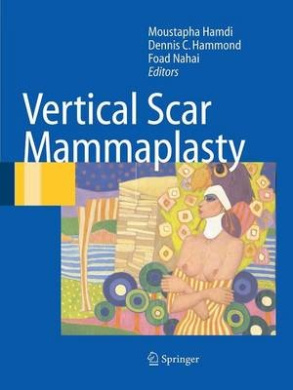 Moustapha Hamdi
Dennis C. Hammond
Foad Nahai
Editors
Vertical Scar
Mammaplasty
Springer